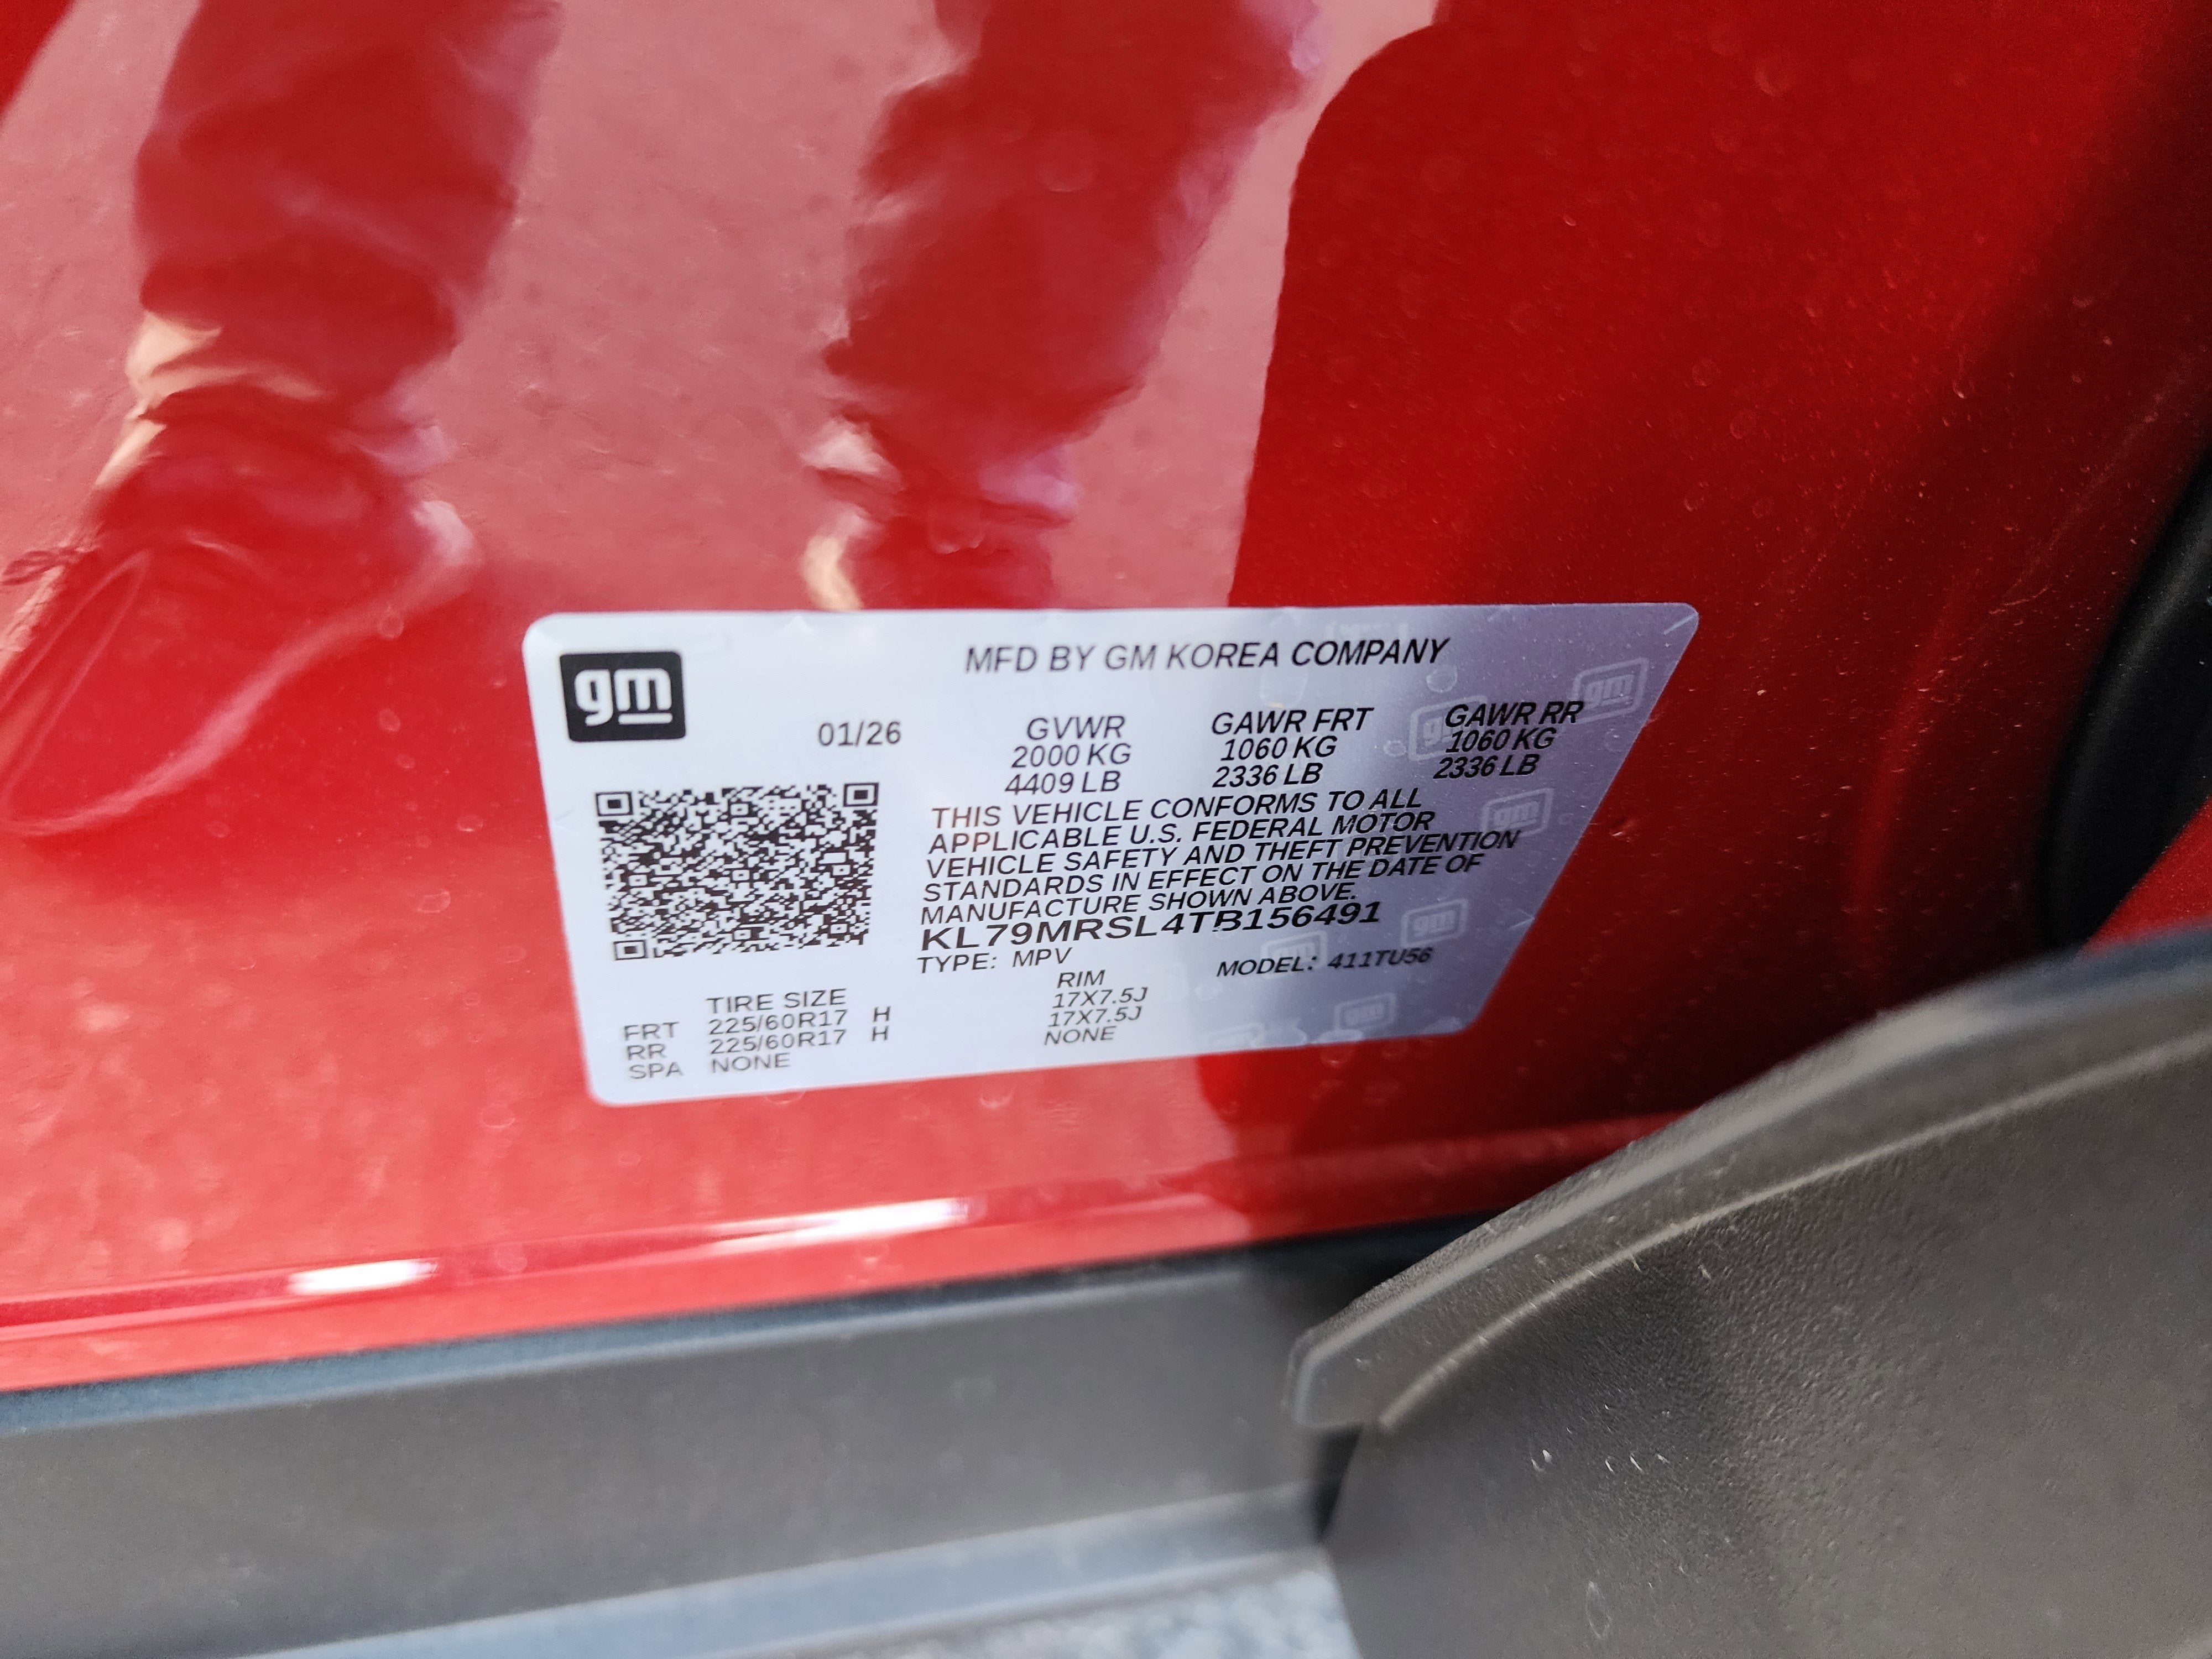 gm
MFD BY GM KOREA COMPANY
01/26 GVWR GAWR FRT GAWR RR
2000 KG 1060 KG 1060 KG
4409 LB 2336 LB 2336 LB
THIS VEHICLE CONFORMS TO ALL
APPLICABLE U.S. FEDERAL MOTOR
VEHICLE SAFETY AND THEFT PREVENTION
STANDARDS IN EFFECT ON THE DATE OF
MANUFACTURE SHOWN ABOVE.
KL79MRSL4TB156491
TYPE: MPV MODEL: 411TU56
TIRE SIZE RIM
FRT 225/60R17 H 17X7.5J
RR 225/60R17 H 17X7.5J
SPA NONE NONE